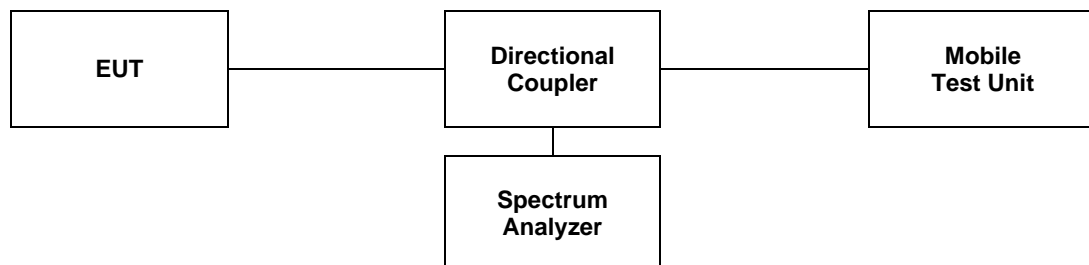 EUT
Directional
Coupler
Mobile
Test Unit
Spectrum
Analyzer